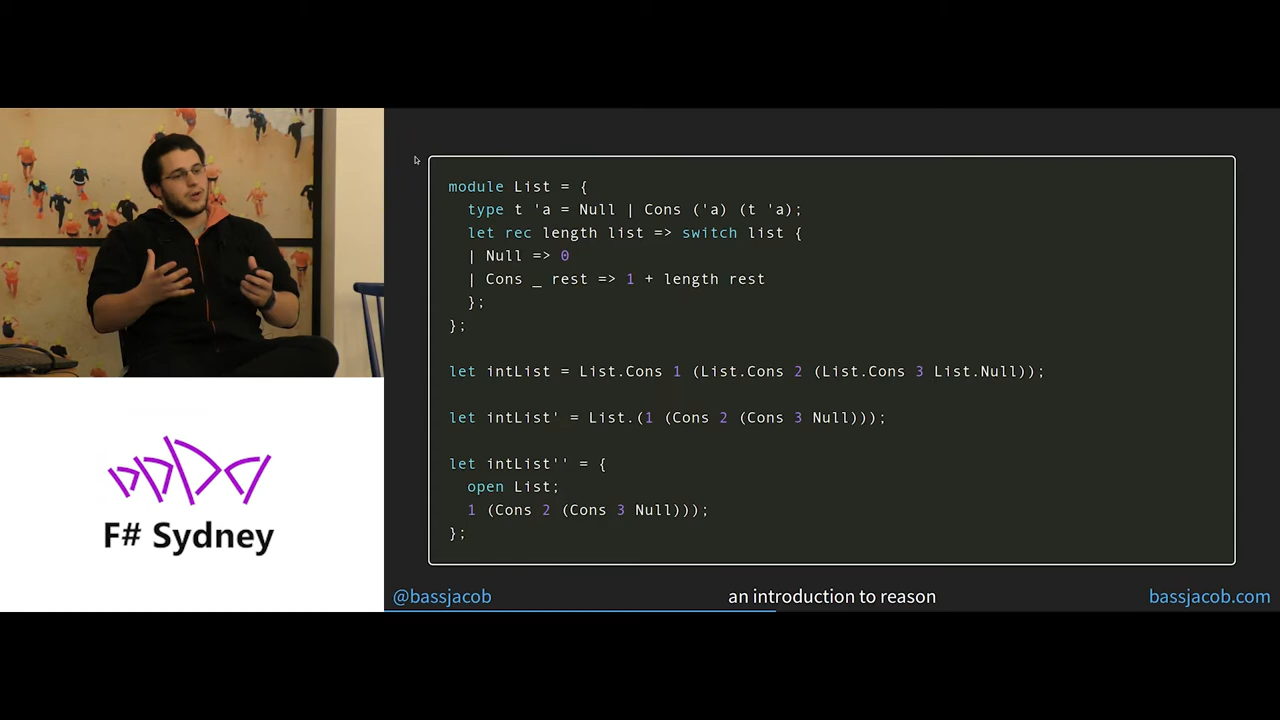 module List = {
  type t 'a = Null | Cons ('a) (t 'a);
  let rec length list => switch list {
  | Null => 0
  | Cons _ rest => 1 + length rest
  };
};
let intList = List.Cons 1 (List.Cons 2 (List.Cons 3 List.Null));
let intList' = List.(1 (Cons 2 (Cons 3 Null)));
let intList'' = {
  open List;
  1 (Cons 2 (Cons 3 Null)));
};
F# Sydney
@bassjacob
an introduction to reason
bassjacob.com